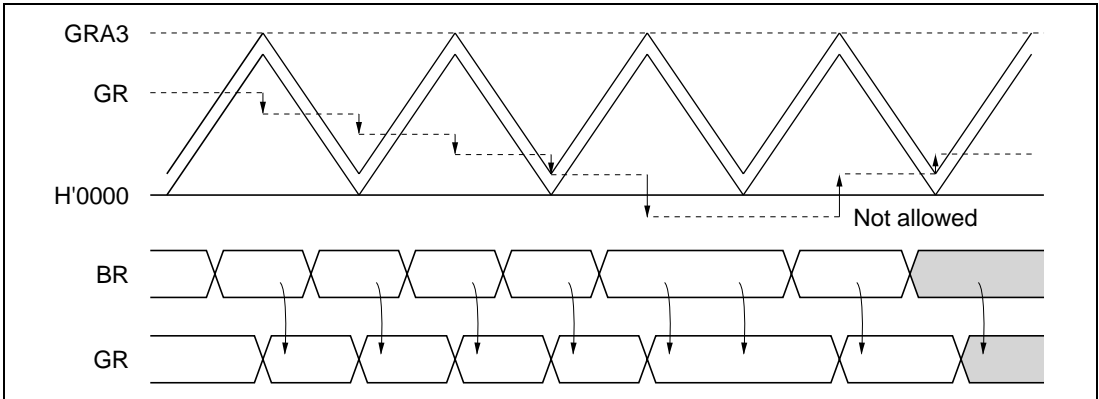 GRA3
GR
H'0000
Not allowed
BR
GR